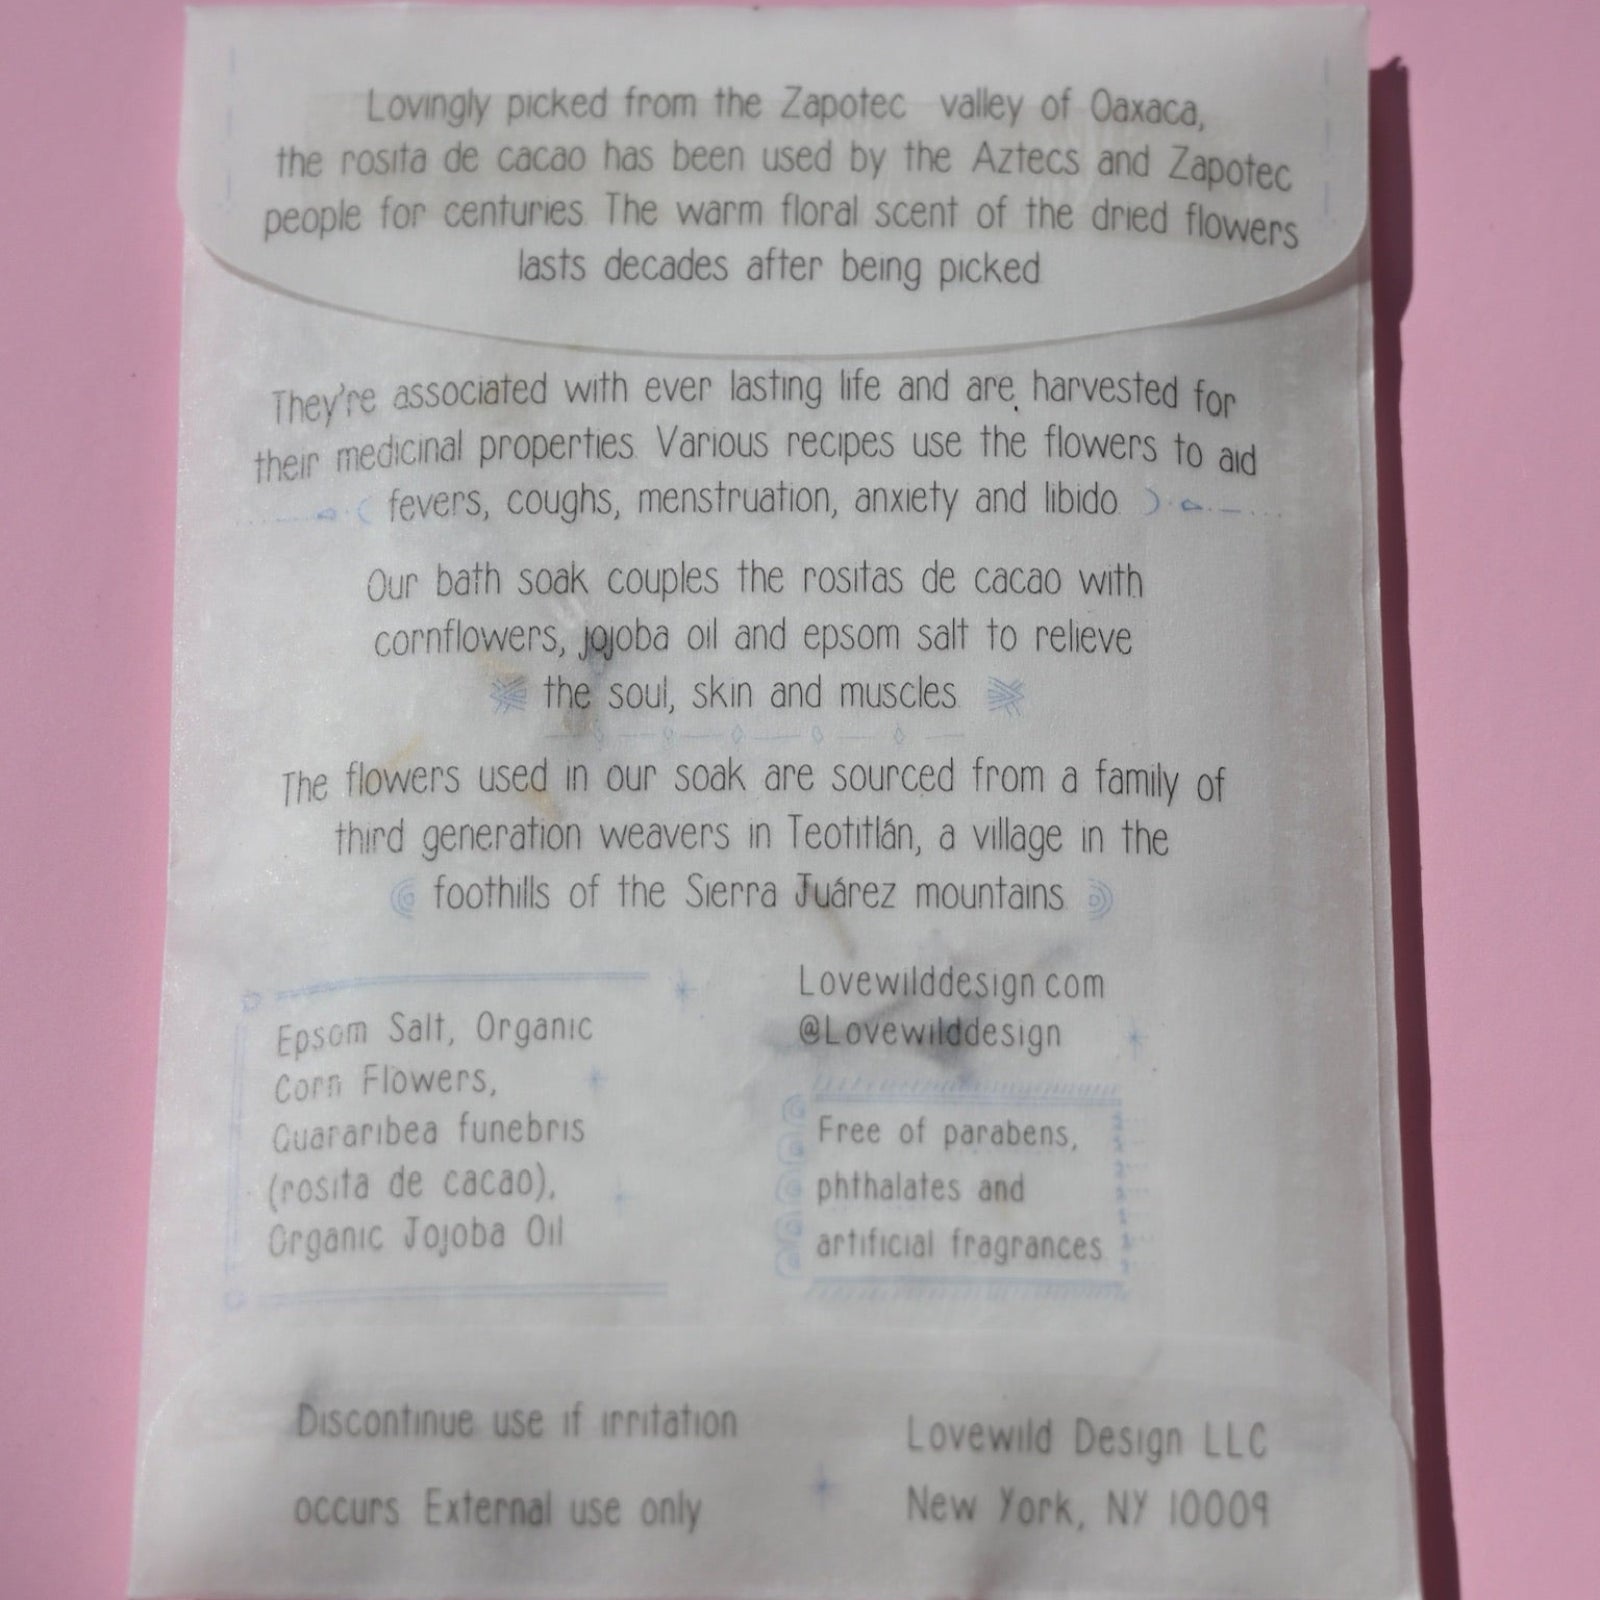 Lovingly picked from the Zapotec valley of Oaxaca,
the rosita de cacao has been used by the Aztecs and Zapotec
people for centuries The warm floral scent of the dried flowers
lasts decades after being picked
They're associated with ever lasting life and are harvested for
their medicinal properties Various recipes use the flowers to aid
fevers, coughs, menstruation, anxiety and libido
Our bath soak couples the rositas de cacao with
cornflowers, jojoba oil and epsom salt to relieve
the soul, skin and muscles
The flowers used in our soak are sourced from a family of
third generation weavers in Teotitlán, a village in the
foothills of the Sierra Juárez mountains
Epsom Salt, Organic
Corn Flowers,
Quararibea funebris
(rosita de cacao),
Organic Jojoba Oil
Lovewilddesign com
@Lovewilddesign
Free of parabens,
phthalates and
artificial fragrances
Discontinue use if irritation
occurs External use only
Lovewild Design LLC
New York, NY 10009